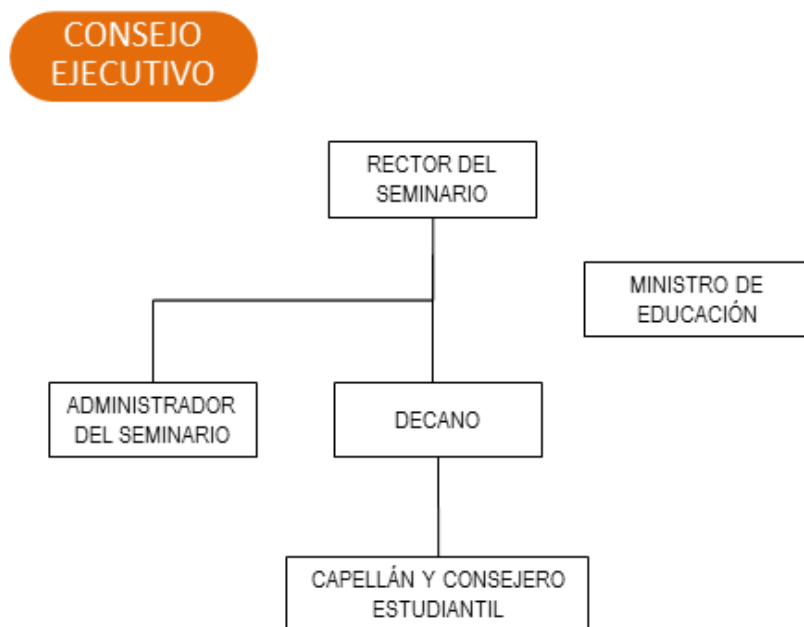 CONSEJO
EJECUTIVO
RECTOR DEL
SEMINARIO
MINISTRO DE
EDUCACIÓN
ADMINISTRADOR
DEL SEMINARIO
DECANO
CAPELLÁN Y CONSEJERO
ESTUDIANTIL